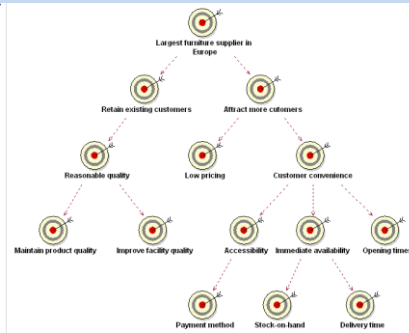 Largest furniture supplier in
Europe
Retain existing customers
Attract more cutomers
Reasonable quality
Low pricing
Customer convenience
Maintain product quality
Improve facility quality
Accessibility
Immediate availability
Opening times
Payment method
Stock-on-hand
Delivery time